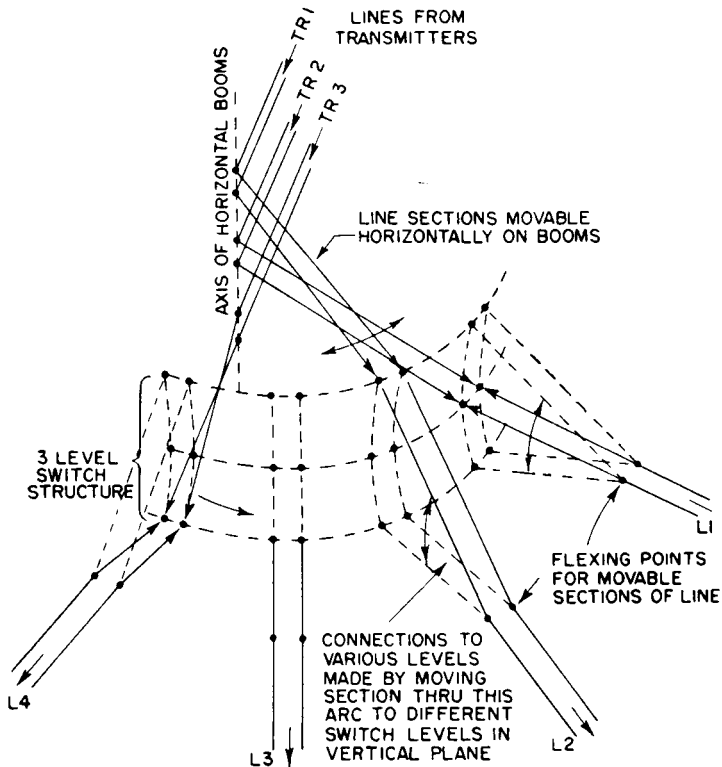 TR 1
LINES FROM
TRANSMITTERS
TR 2
TR 3
AXIS OF HORIZONTAL BOOMS
LINE SECTIONS MOVABLE
HORIZONTALLY ON BOOMS
3 LEVEL
SWITCH
STRUCTURE
L1
FLEXING POINTS
FOR MOVABLE
SECTIONS OF LINE
CONNECTIONS TO
VARIOUS LEVELS
MADE BY MOVING
SECTION THRU THIS
ARC TO DIFFERENT
SWITCH LEVELS IN
VERTICAL PLANE
L4
L3
L2